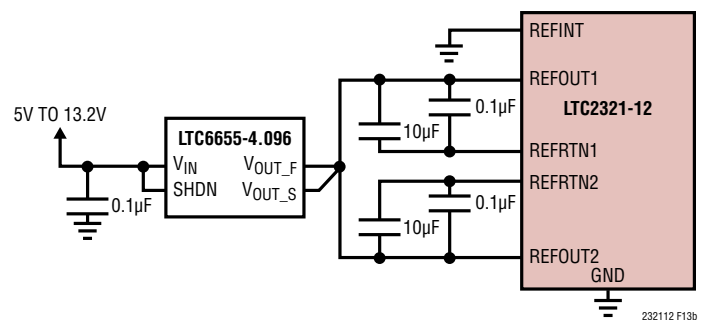 REFINT
REFOUT1
LTC2321-12
0.1µF
10µF
REFRTN1
REFRTN2
0.1µF
10µF
REFOUT2
GND
5V TO 13.2V
LTC6655-4.096
VIN VOUT_F
SHDN VOUT_S
0.1µF
232112 F13b